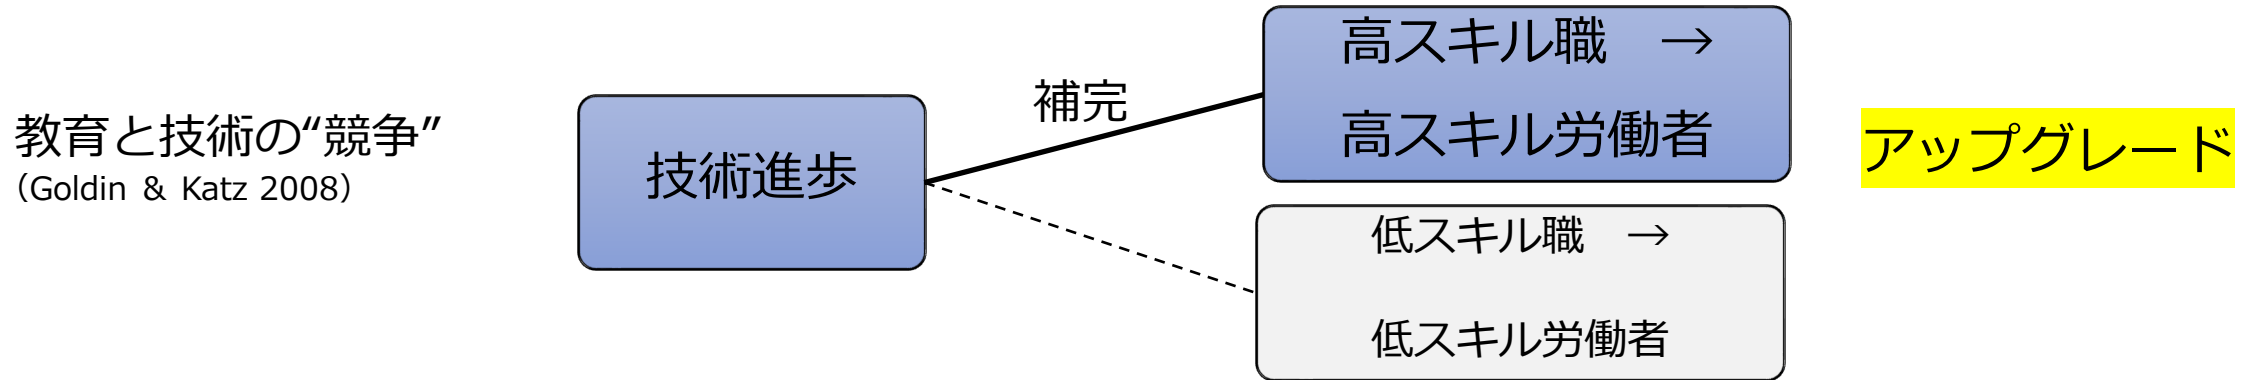 教育と技術の“競争”
（Goldin & Katz 2008）
技術進歩
補完
高スキル職　→
高スキル労働者
低スキル職　→
低スキル労働者
アップグレード